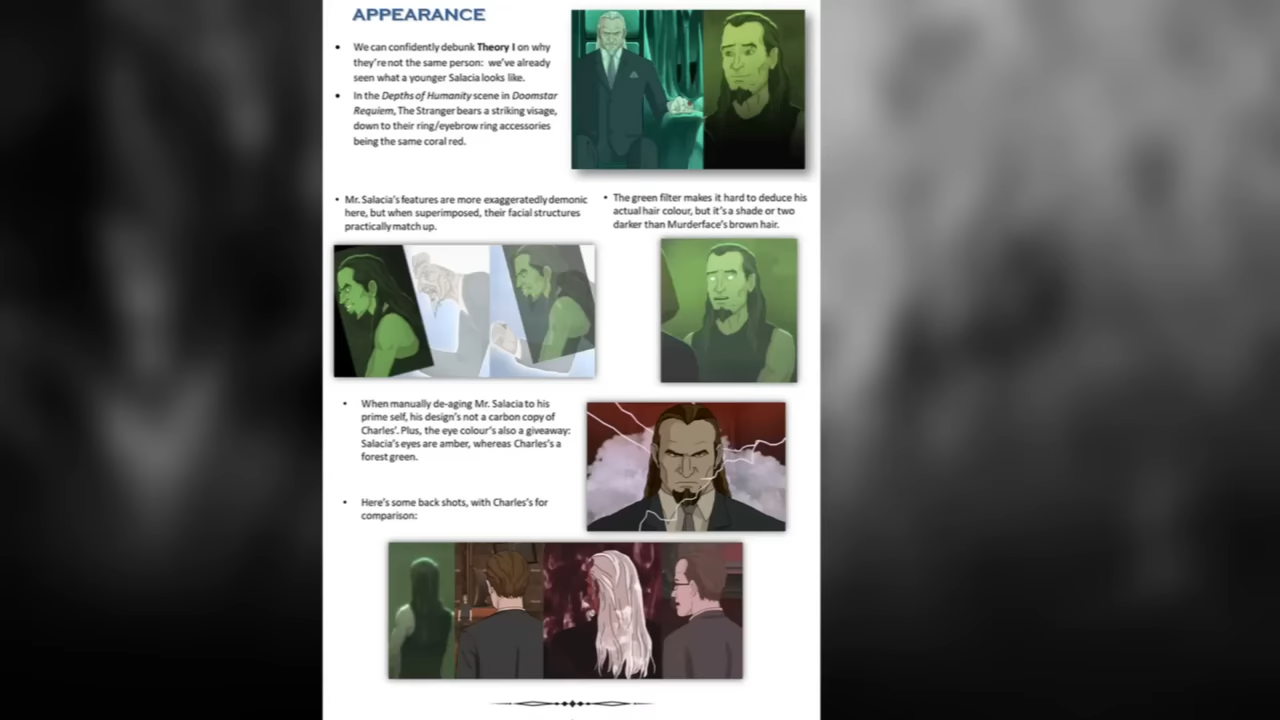 APPEARANCE
• We can confidently debunk Theory I on why
they're not the same person: we've already
seen what a younger Salacia looks like.
• In the Depths of Humanity scene in Doomstar
Requiem, The Stranger bears a striking visage,
down to their ring/eyebrow ring accessories
being the same coral red.
• Mr. Salacia's features are more exaggeratedly demonic
here, but when superimposed, their facial structures
practically match up.
• The green filter makes it hard to deduce his
actual hair colour, but it's a shade or two
darker than Murderface's brown hair.
• When manually de-aging Mr. Salacia to his
prime self, his design's not a carbon copy of
Charles'. Plus, the eye colour's also a giveaway:
Salacia's eyes are amber, whereas Charles's a
forest green.
• Here's some back shots, with Charles's for
comparison: